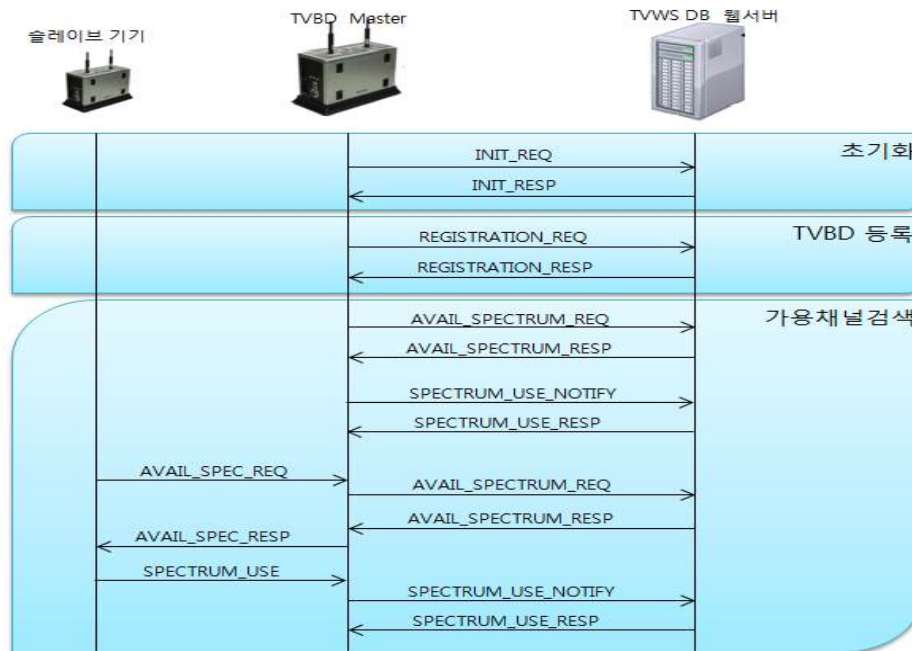 슬레이브 기기
TVBD Master
TVWS DB 웹서버
초기화
INIT_REQ
INIT_RESP
TVBD 등록
REGISTRATION_REQ
REGISTRATION_RESP
가용채널검색
AVAIL_SPECTRUM_REQ
AVAIL_SPECTRUM_RESP
SPECTRUM_USE_NOTIFY
SPECTRUM_USE_RESP
AVAIL_SPEC_REQ
AVAIL_SPECTRUM_REQ
AVAIL_SPECTRUM_RESP
AVAIL_SPEC_RESP
SPECTRUM_USE
SPECTRUM_USE_NOTIFY
SPECTRUM_USE_RESP